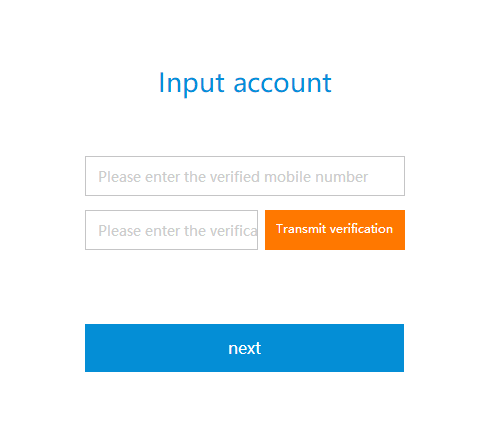 Input account
Please enter the verified mobile number
Please enter the verifica
Transmit verification
next